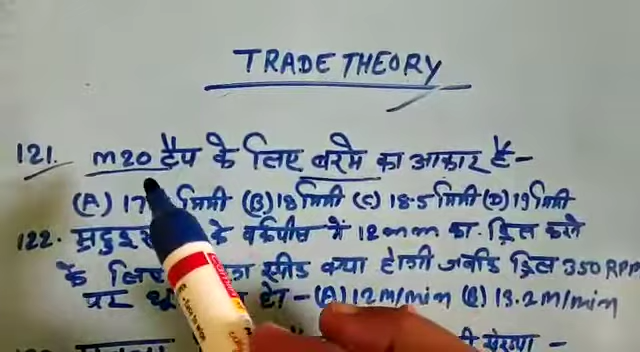 TRADE THEORY
121. M20 टैप के लिए बरमे का आकार है-
(A) 17 मिमी (B) 18 मिमी (C) 18.5 मिमी (D) 19 मिमी
122. के वर्कपीस में 12mm का ड्रिल करने
के लिए स्पीड क्या होगी जबकि ड्रिल 350 RPM
पर हो - (A) 12 m/min (B) 13.2 m/min